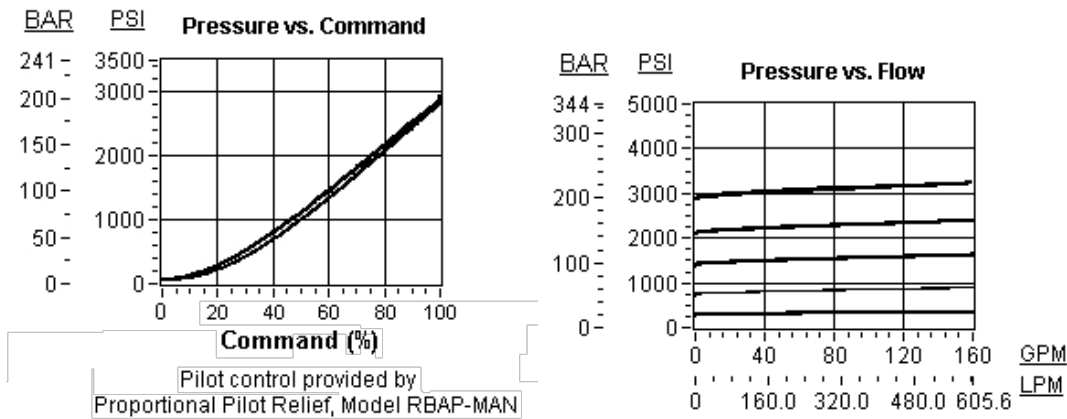 BAR PSI Pressure vs. Command
241 3500
200 3000
150 2000
100
50 1000
0 0
0 20 40 60 80 100
Command (%)
Pilot control provided by
Proportional Pilot Relief, Model RBAP-MAN
BAR PSI Pressure vs. Flow
344 5000
300 4000
200 3000
2000
100 1000
0 0
0 40 80 120 160 GPM
0 160.0 320.0 480.0 605.6 LPM